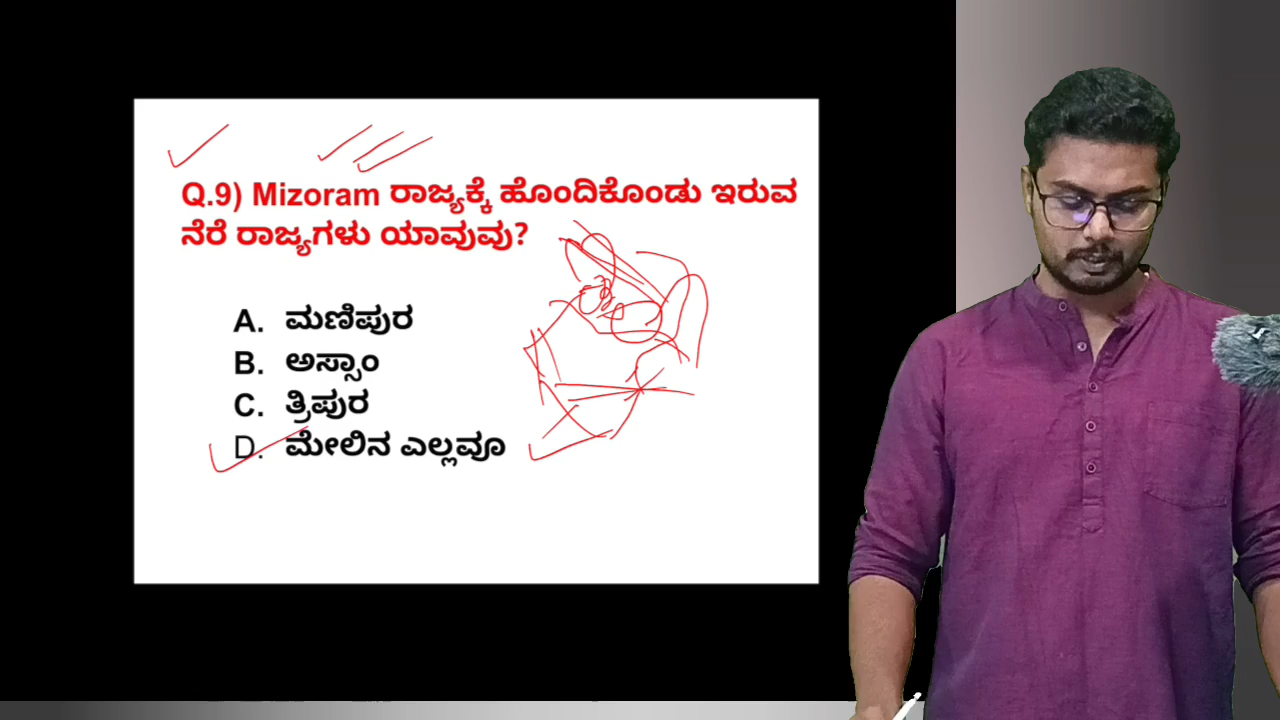 Q.9) Mizoram ರಾಜ್ಯಕ್ಕೆ ಹೊಂದಿಕೊಂಡು ಇರುವ
ನೆರೆ ರಾಜ್ಯಗಳು ಯಾವುವು?
A. ಮಣಿಪುರ
B. ಅಸ್ಸಾಂ
C. ತ್ರಿಪುರ
D. ಮೇಲಿನ ಎಲ್ಲವೂ